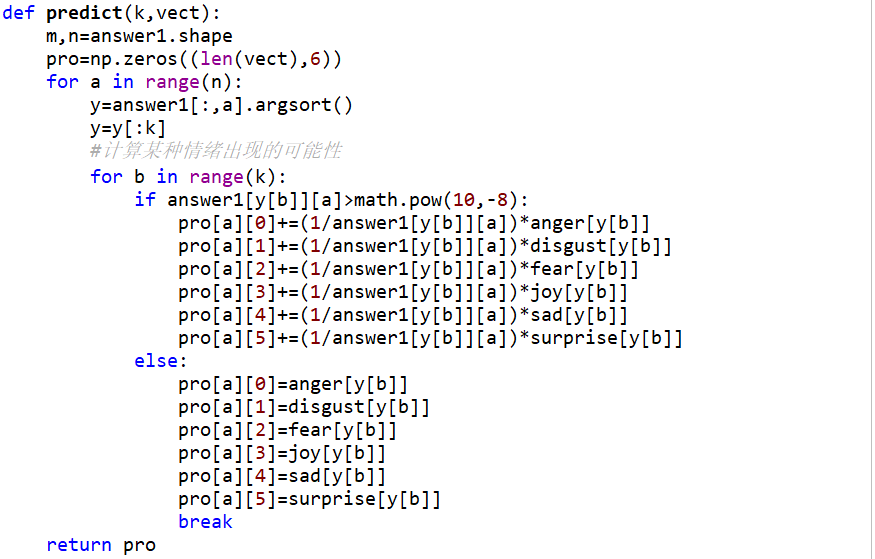 def predict(k,vect):
    m,n=answer1.shape
    pro=np.zeros((len(vect),6))
    for a in range(n):
        y=answer1[:,a].argsort()
        y=y[:k]
        #计算某种情绪出现的可能性
        for b in range(k):
            if answer1[y[b]][a]>math.pow(10,-8):
                pro[a][0]+=(1/answer1[y[b]][a])*anger[y[b]]
                pro[a][1]+=(1/answer1[y[b]][a])*disgust[y[b]]
                pro[a][2]+=(1/answer1[y[b]][a])*fear[y[b]]
                pro[a][3]+=(1/answer1[y[b]][a])*joy[y[b]]
                pro[a][4]+=(1/answer1[y[b]][a])*sad[y[b]]
                pro[a][5]+=(1/answer1[y[b]][a])*surprise[y[b]]
            else:
                pro[a][0]=anger[y[b]]
                pro[a][1]=disgust[y[b]]
                pro[a][2]=fear[y[b]]
                pro[a][3]=joy[y[b]]
                pro[a][4]=sad[y[b]]
                pro[a][5]=surprise[y[b]]
                break
    return pro